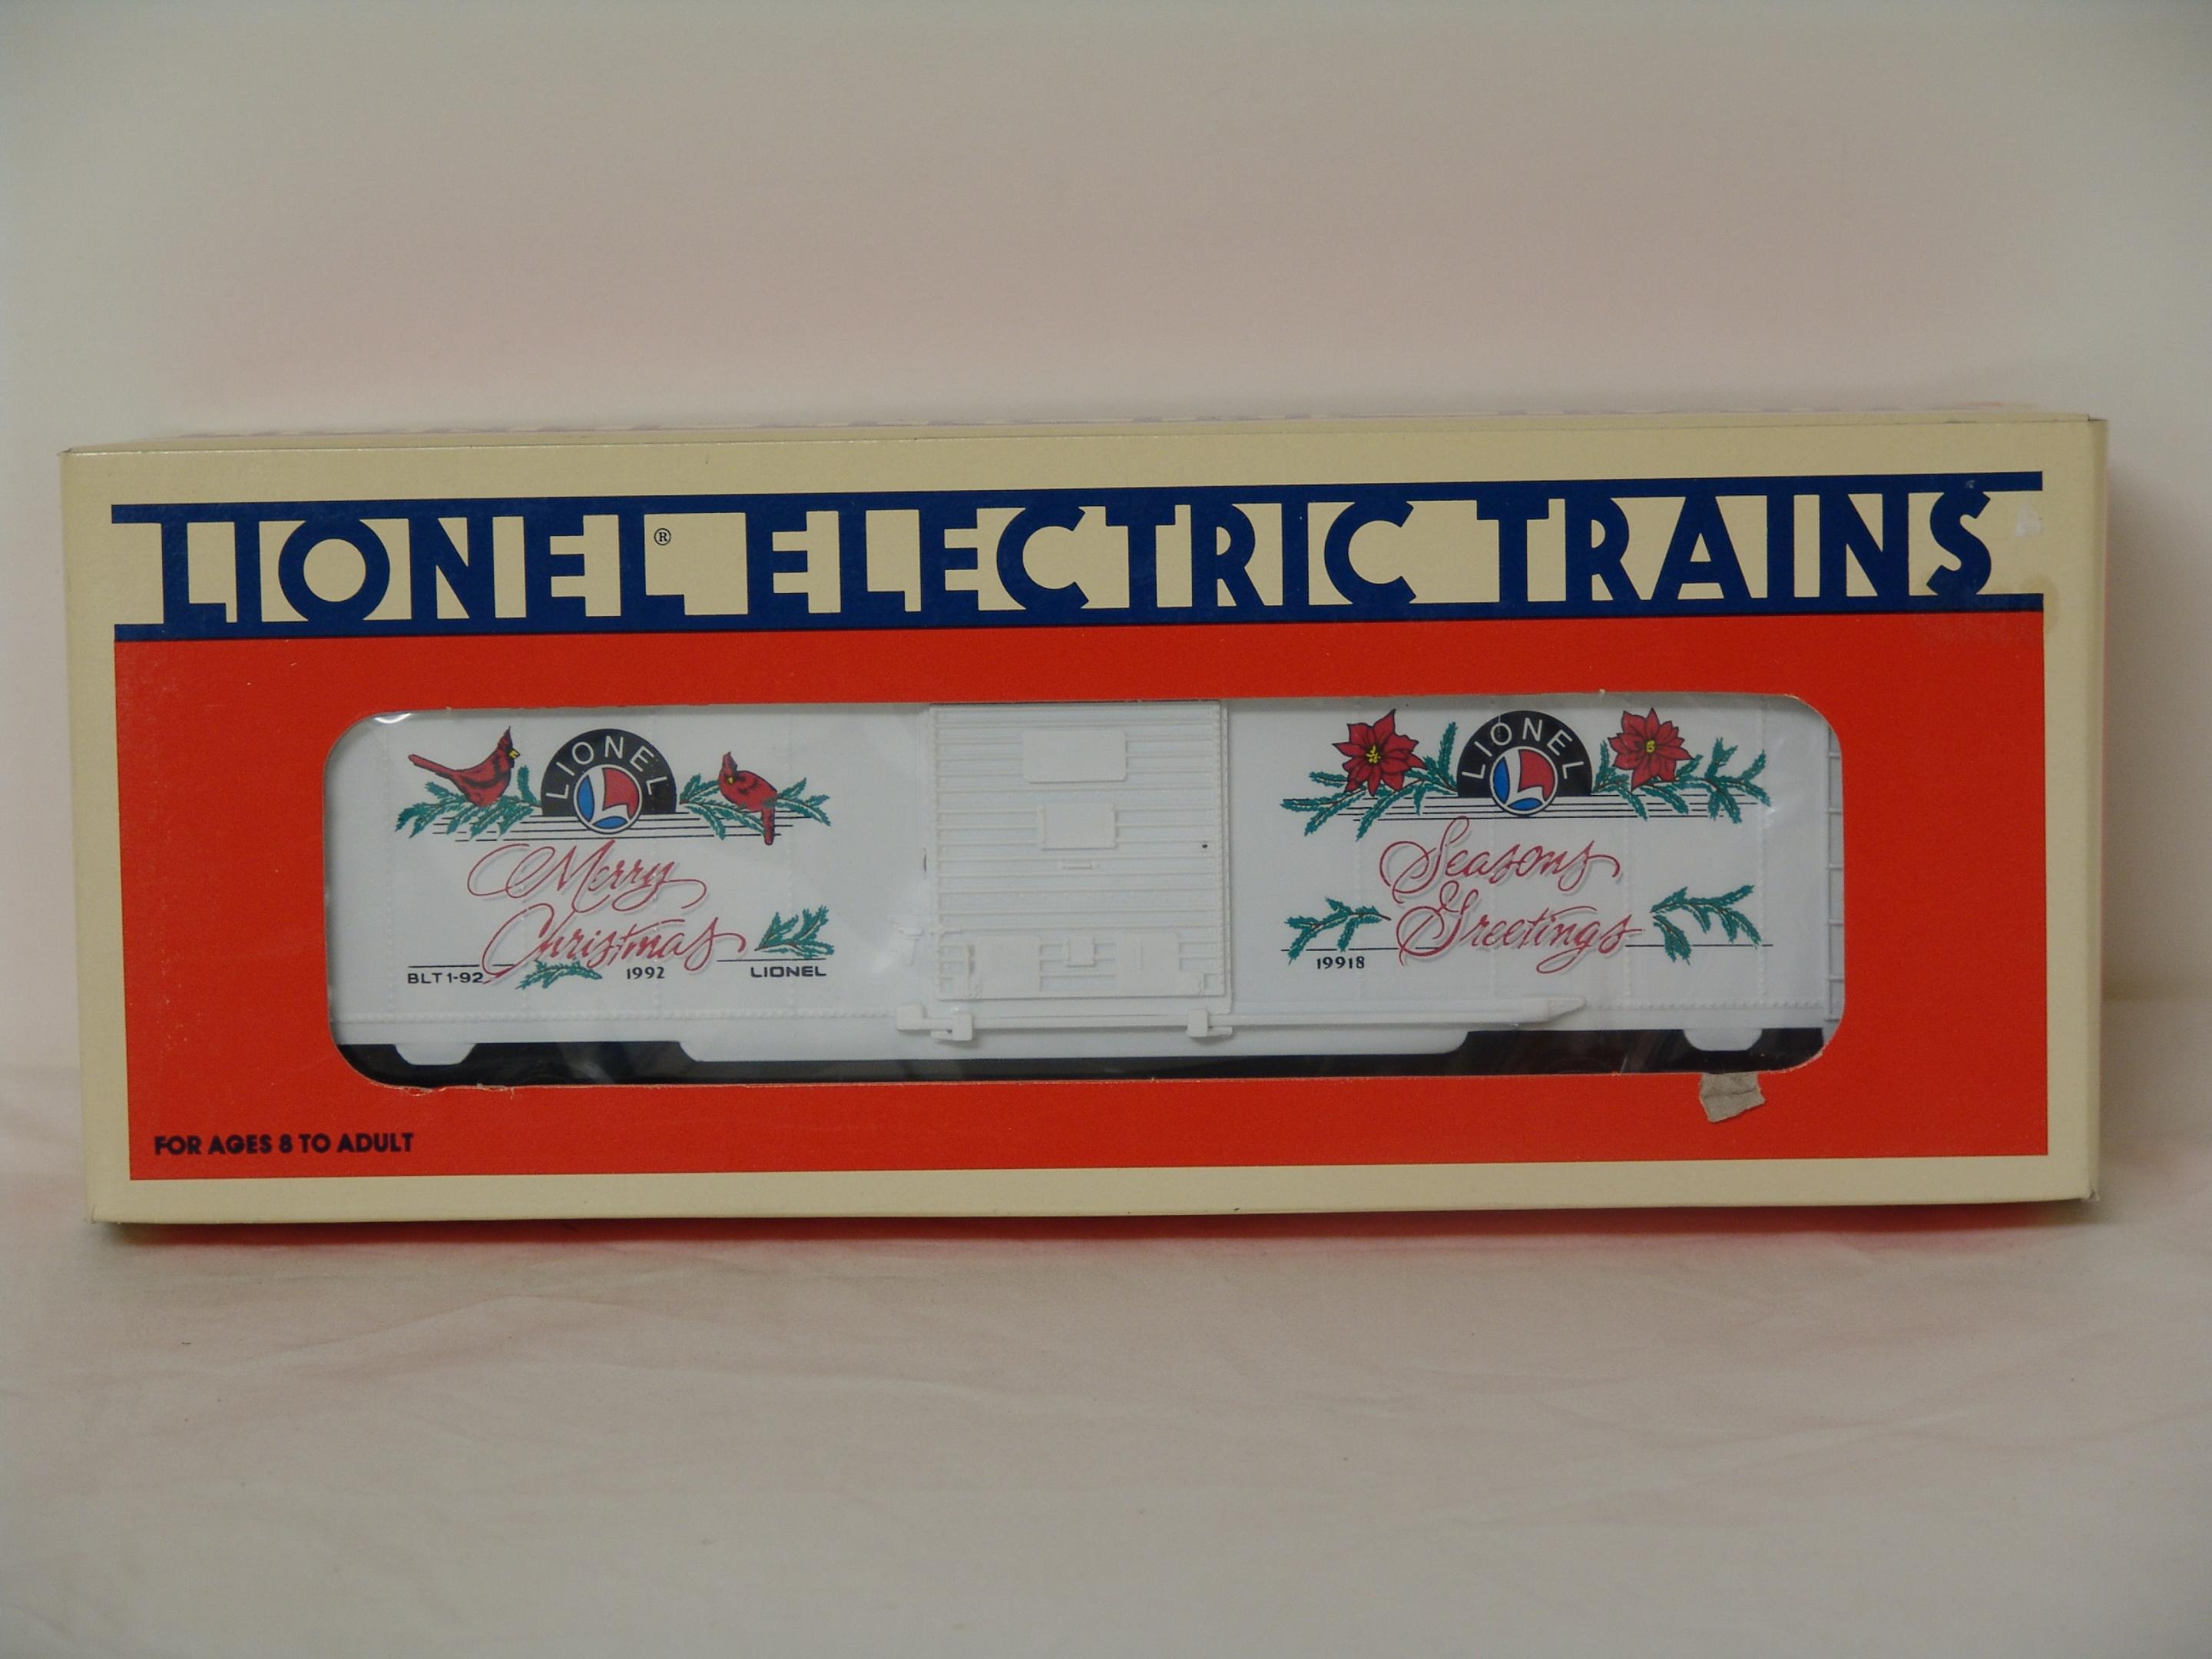 LIONEL® ELECTRIC TRAINS
LIONEL
L
Merry
Christmas
BLT 1-92
1992
LIONEL
LIONEL
L
Seasons
Greetings
19918
FOR AGES 8 TO ADULT